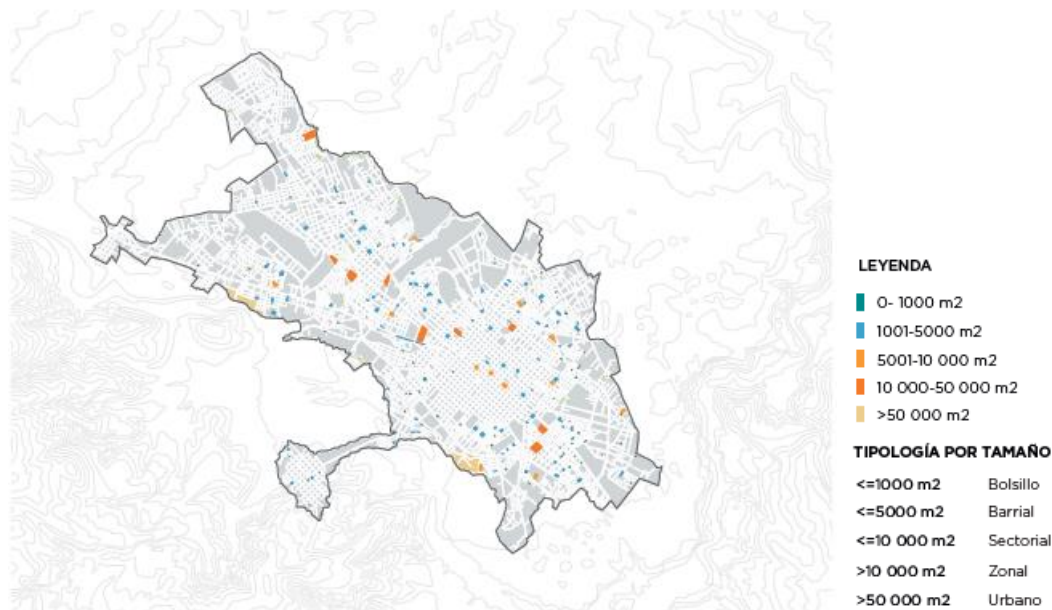 LEYENDA
0- 1000 m2
1001-5000 m2
5001-10 000 m2
10 000-50 000 m2
>50 000 m2
TIPOLOGÍA POR TAMAÑO
<=1000 m2 Bolsillo
<=5000 m2 Barrial
<=10 000 m2 Sectorial
>10 000 m2 Zonal
>50 000 m2 Urbano